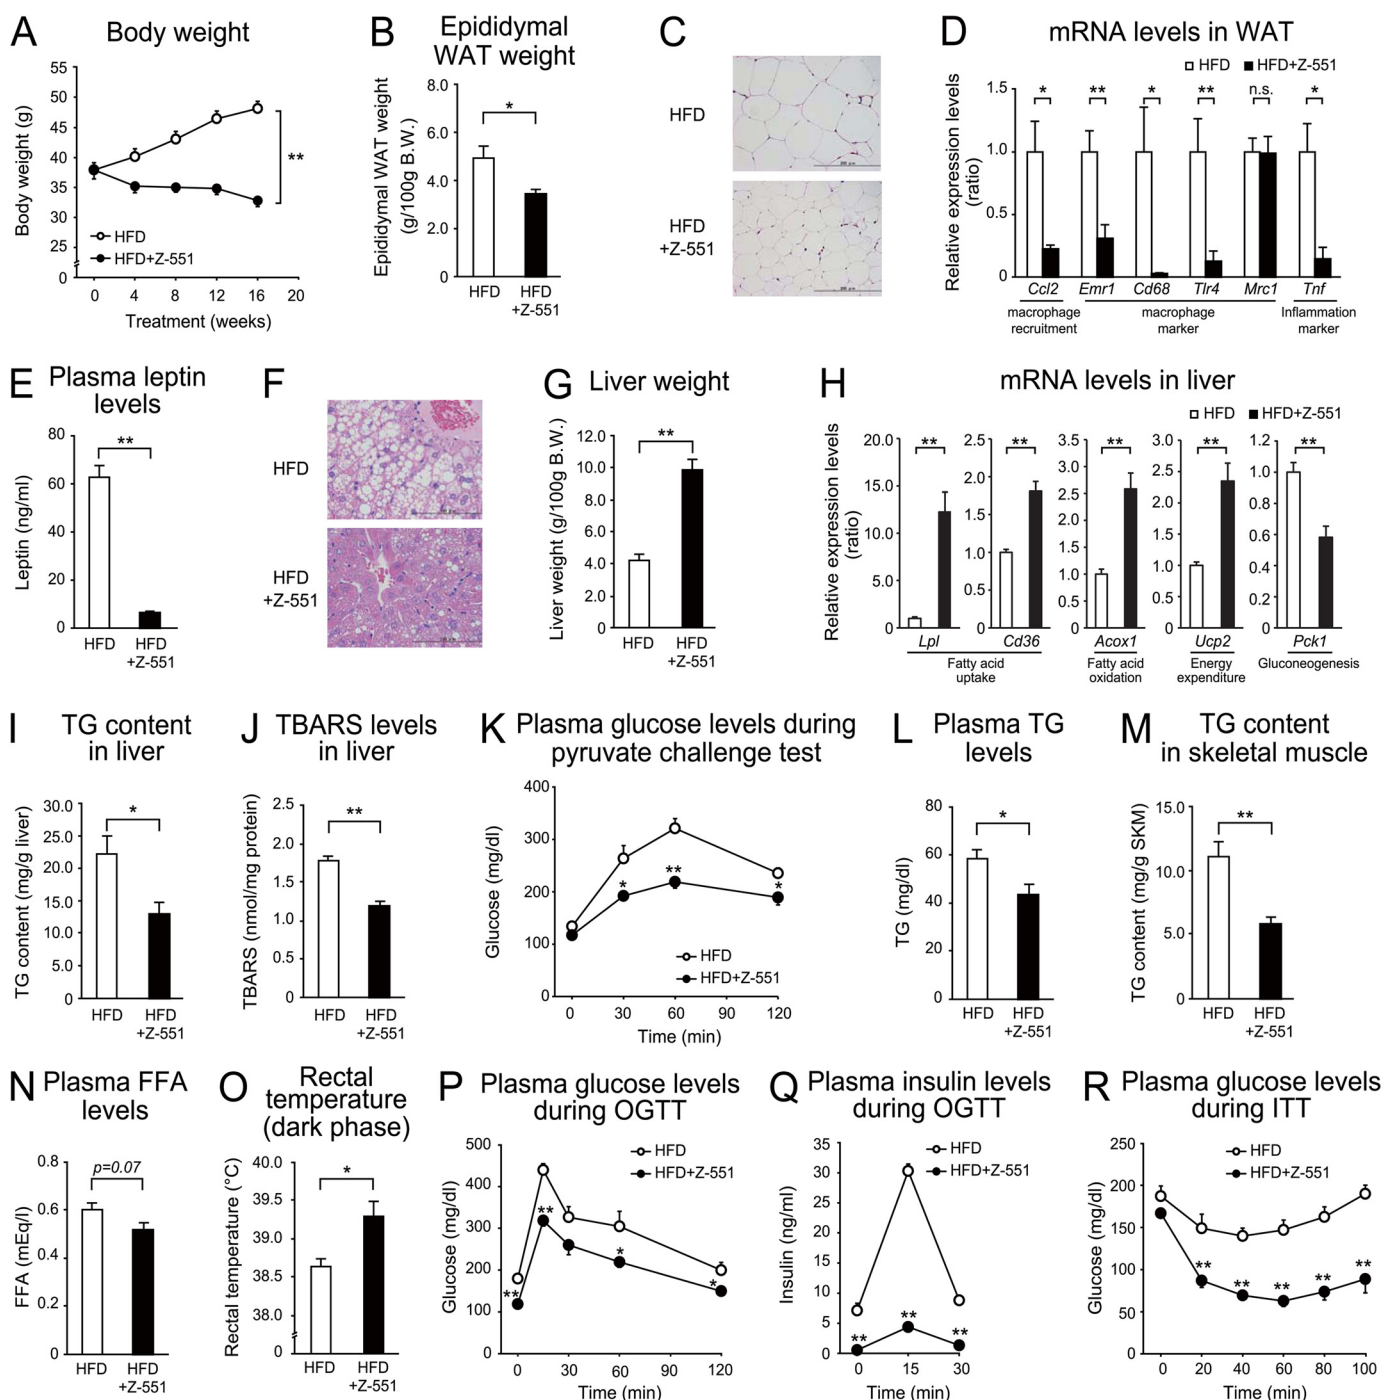 A Body weight
Body weight (g)
55
50
45
40
35
30
25
0
**
HFD
HFD+Z-551
0 4 8 12 16 20
Treatment (weeks)
B Epididymal
WAT weight
Epididymal WAT weight
(g/100g B.W.)
8.0
6.0
4.0
2.0
0
*
HFD HFD
+Z-551
C
HFD
HFD
+Z-551
D mRNA levels in WAT
HFD HFD+Z-551
Relative expression levels
(ratio)
1.5
1.0
0.5
0
* ** * ** n.s. *
Ccl2 Emr1 Cd68 Tlr4 Mrc1 Tnf
macrophage
recruitment
macrophage
marker
Inflammation
marker
E Plasma leptin
levels
Leptin (ng/ml)
80
60
40
20
0
**
HFD HFD
+Z-551
F
HFD
HFD
+Z-551
G Liver weight
Liver weight (g/100g B.W.)
12.0
10.0
8.0
6.0
4.0
2.0
0
**
HFD HFD
+Z-551
H mRNA levels in liver
HFD HFD+Z-551
Relative expression levels
(ratio)
20.0
15.0
10.0
5.0
0
**
Lpl
2.5
2.0
1.5
1.0
0.5
0
**
Cd36
Fatty acid
uptake
3.5
3.0
2.5
2.0
1.5
1.0
0.5
0
**
Acox1
Fatty acid
oxidation
3.0
2.5
2.0
1.5
1.0
0.5
0
**
Ucp2
Energy
expenditure
1.2
1.0
0.8
0.6
0.4
0.2
0
**
Pck1
Gluconeogenesis
I TG content
in liver
TG content (mg/g liver)
30.0
25.0
20.0
15.0
10.0
5.0
0
*
HFD HFD
+Z-551
J TBARS levels
in liver
TBARS (nmol/mg protein)
2.5
2.0
1.5
1.0
0.5
0
**
HFD HFD
+Z-551
K Plasma glucose levels during
pyruvate challenge test
Glucose (mg/dl)
400
300
200
100
0
* ** *
HFD
HFD+Z-551
0 30 60 90 120
Time (min)
L Plasma TG
levels
TG (mg/dl)
80
60
40
20
0
*
HFD HFD
+Z-551
M TG content
in skeletal muscle
TG content (mg/g SKM)
15.0
10.0
5.0
0
**
HFD HFD
+Z-551
N Plasma FFA
levels
FFA (mEq/l)
0.8
0.6
0.4
0.2
0
p=0.07
HFD HFD
+Z-551
O Rectal
temperature
(dark phase)
Rectal temperature (°C)
40.0
39.5
39.0
38.5
38.0
0
*
HFD HFD
+Z-551
P Plasma glucose levels
during OGTT
Glucose (mg/dl)
500
400
300
200
100
0
HFD
HFD+Z-551
** ** * *
0 30 60 90 120
Time (min)
Q Plasma insulin levels
during OGTT
Insulin (ng/ml)
35
30
25
20
15
10
5
0
HFD
HFD+Z-551
** ** **
0 15 30
Time (min)
R Plasma glucose levels
during ITT
Glucose (mg/dl)
250
200
150
100
50
0
HFD
HFD+Z-551
** ** ** ** **
0 20 40 60 80 100
Time (min)